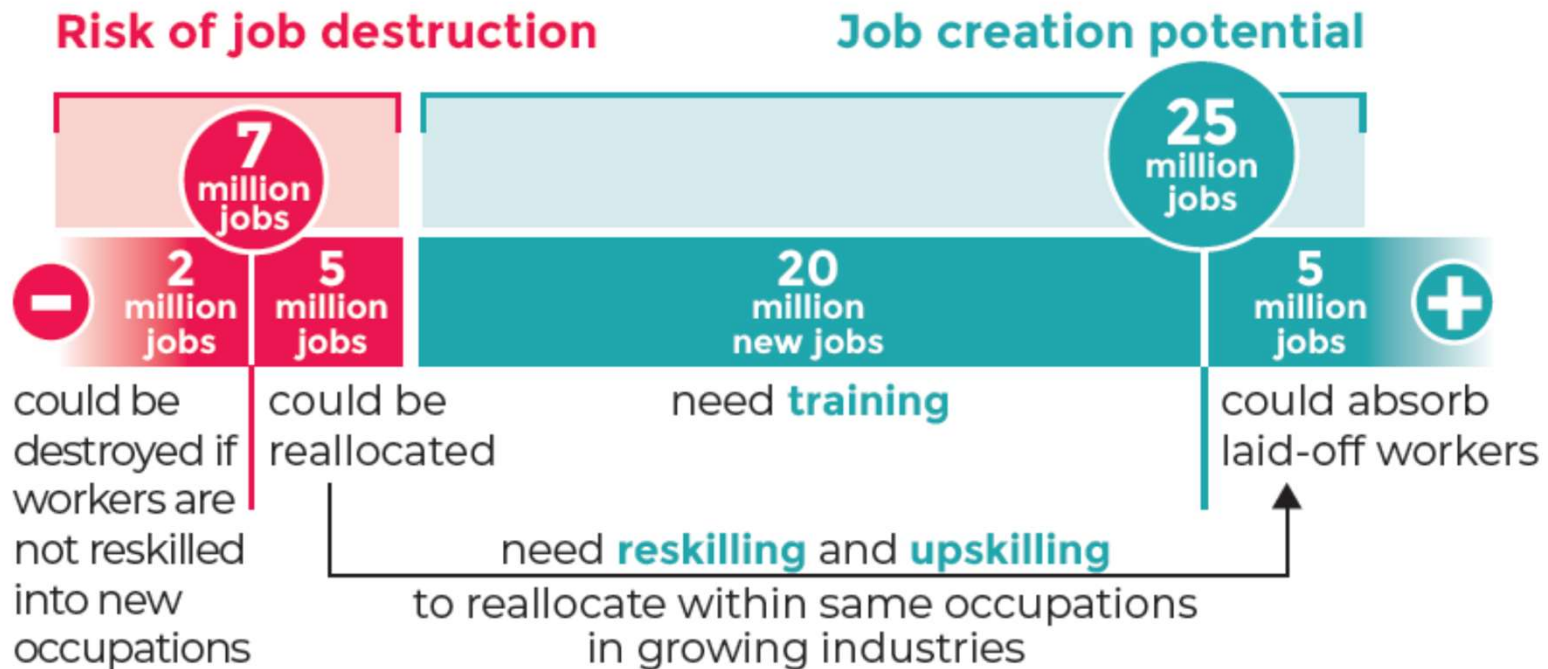 Risk of job destruction
Job creation potential
7
million
jobs
25
million
jobs
2
million
jobs
5
million
jobs
20
million
new jobs
5
million
jobs
could be
destroyed if
workers are
not reskilled
into new
occupations
could be
reallocated
need training
could absorb
laid-off workers
need reskilling and upskilling
to reallocate within same occupations
in growing industries